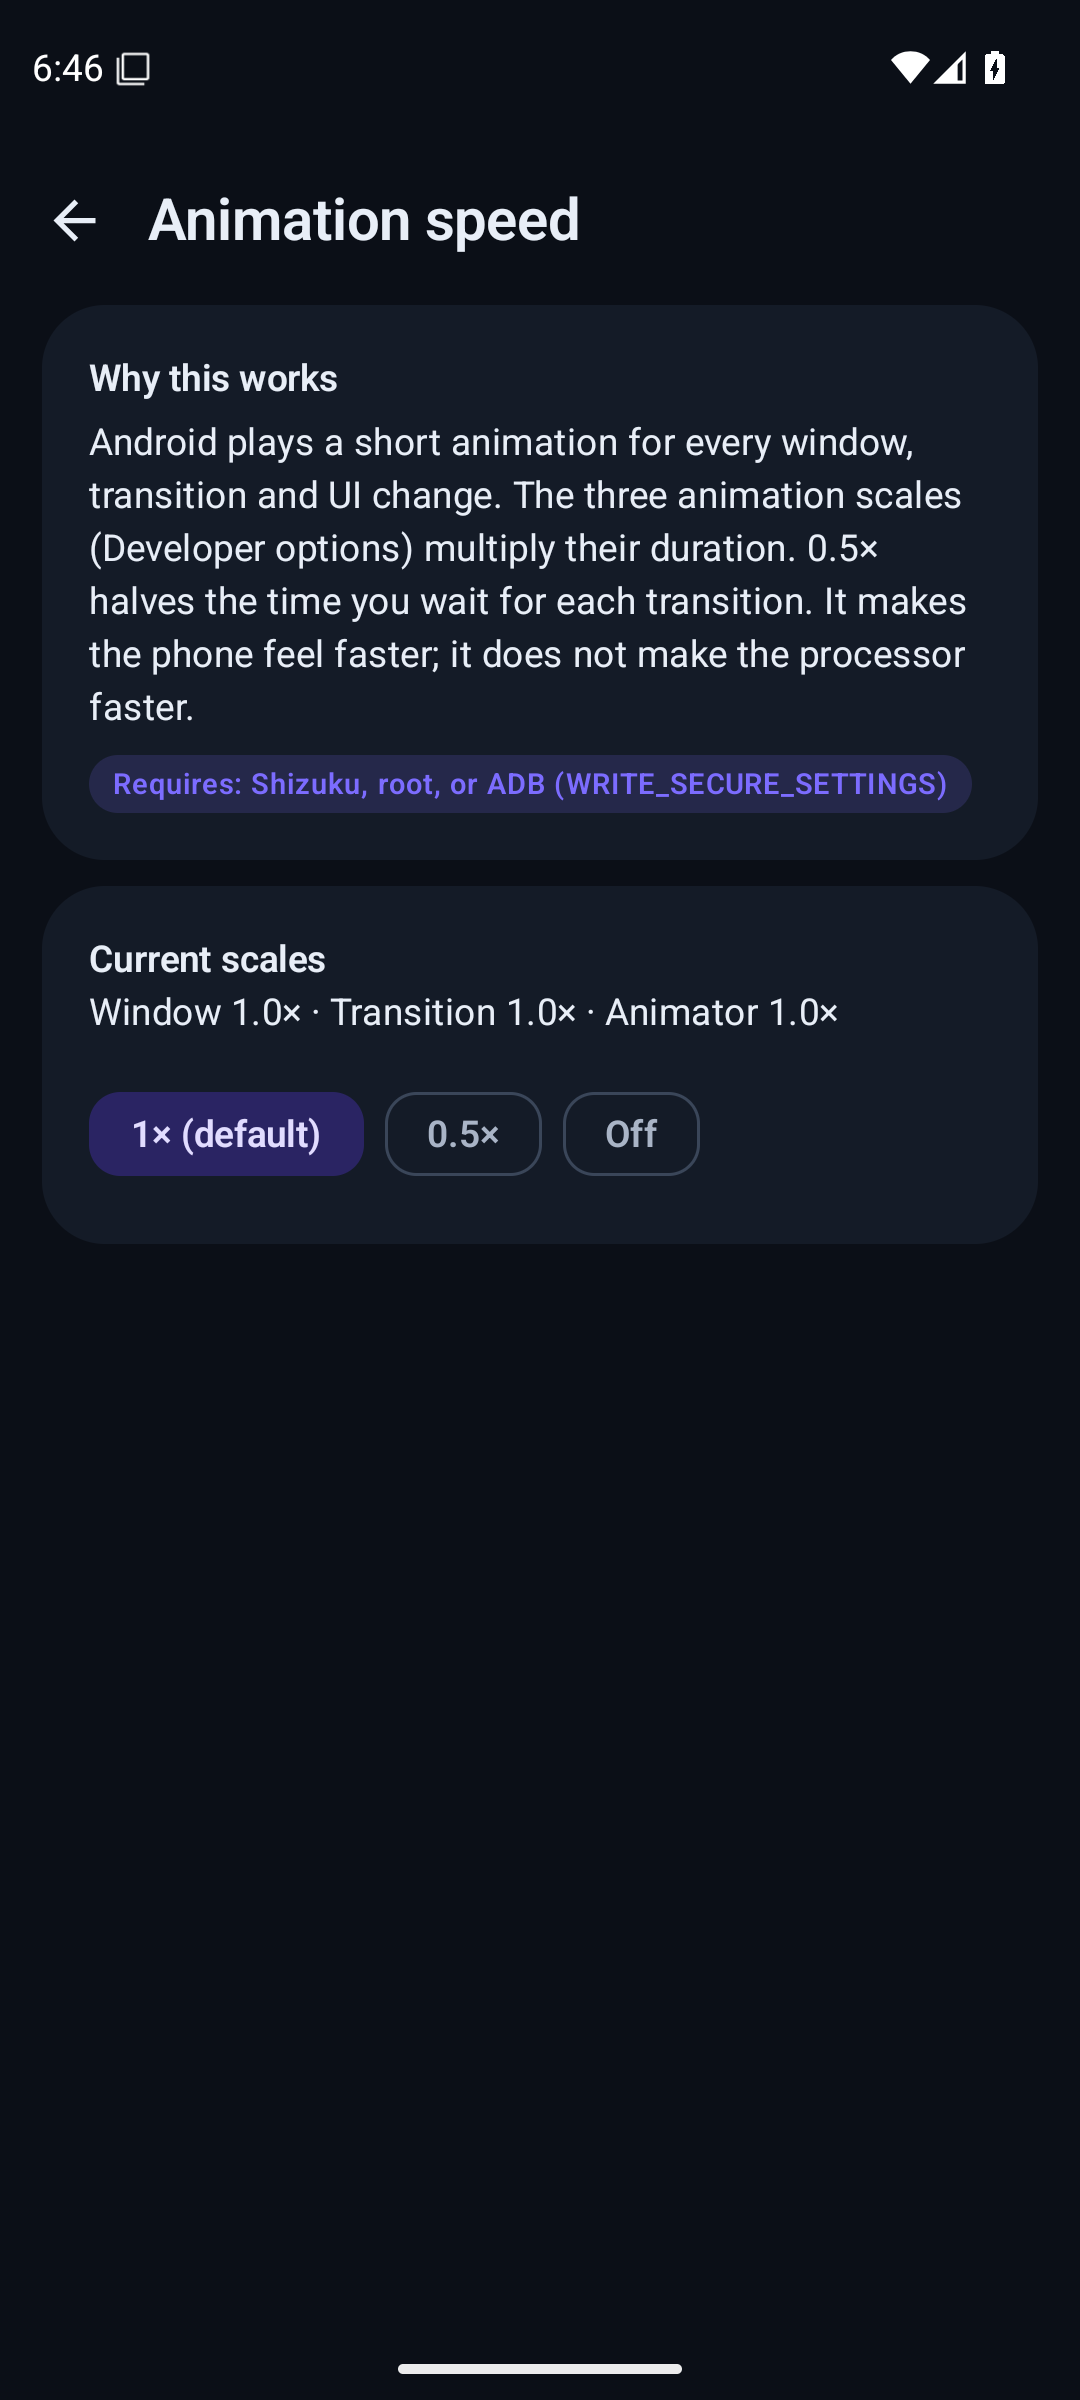 6:46
Animation speed
Why this works
Android plays a short animation for every window,
transition and UI change. The three animation scales
(Developer options) multiply their duration. 0.5×
halves the time you wait for each transition. It makes
the phone feel faster; it does not make the processor
faster.
Requires: Shizuku, root, or ADB (WRITE_SECURE_SETTINGS)
Current scales
Window 1.0× · Transition 1.0× · Animator 1.0×
1× (default) 0.5× Off